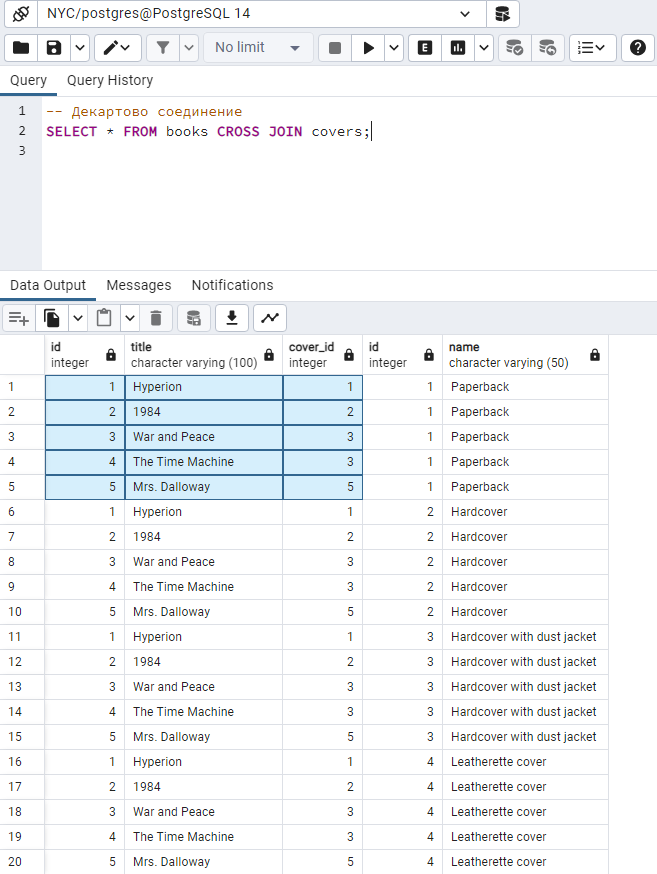 NYC/postgres@PostgreSQL 14
No limit
E
Query Query History
1 -- Декартово соединение
2 SELECT * FROM books CROSS JOIN covers;
3
Data Output Messages Notifications
id title cover_id id name
integer character varying (100) integer integer character varying (50)
1 1 Hyperion 1 1 Paperback
2 2 1984 2 1 Paperback
3 3 War and Peace 3 1 Paperback
4 4 The Time Machine 3 1 Paperback
5 5 Mrs. Dalloway 5 1 Paperback
6 1 Hyperion 1 2 Hardcover
7 2 1984 2 2 Hardcover
8 3 War and Peace 3 2 Hardcover
9 4 The Time Machine 3 2 Hardcover
10 5 Mrs. Dalloway 5 2 Hardcover
11 1 Hyperion 1 3 Hardcover with dust jacket
12 2 1984 2 3 Hardcover with dust jacket
13 3 War and Peace 3 3 Hardcover with dust jacket
14 4 The Time Machine 3 3 Hardcover with dust jacket
15 5 Mrs. Dalloway 5 3 Hardcover with dust jacket
16 1 Hyperion 1 4 Leatherette cover
17 2 1984 2 4 Leatherette cover
18 3 War and Peace 3 4 Leatherette cover
19 4 The Time Machine 3 4 Leatherette cover
20 5 Mrs. Dalloway 5 4 Leatherette cover